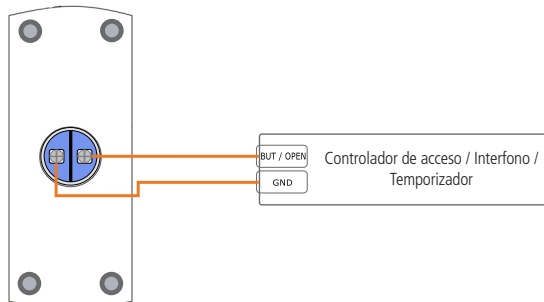 BUT / OPEN
GND
Controlador de acceso / Interfono /
Temporizador